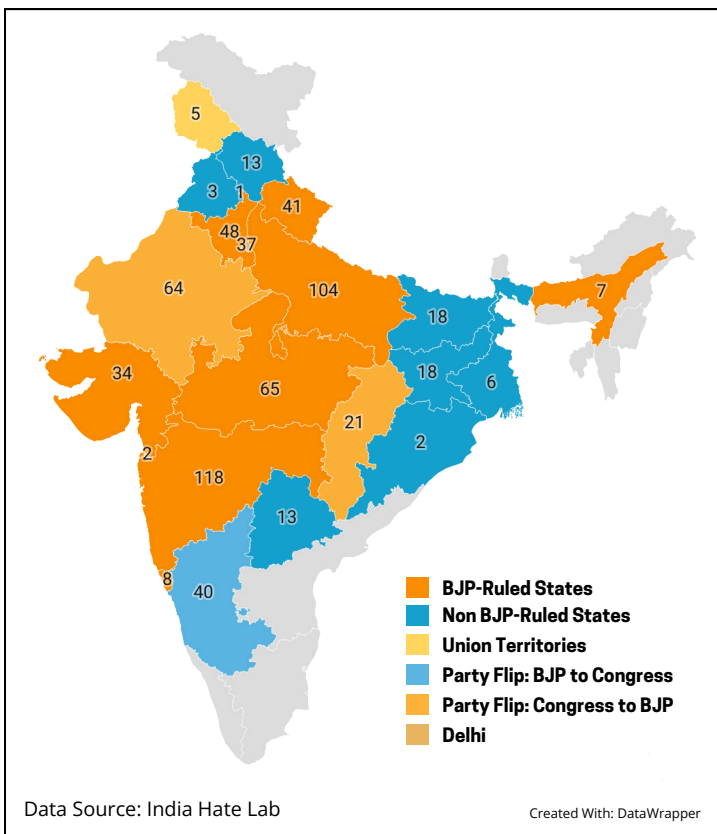 5
13
3
1
41
48
37
64
104
7
18
34
65
18
6
21
2
2
118
13
8
40
BJP-Ruled States
Non BJP-Ruled States
Union Territories
Party Flip: BJP to Congress
Party Flip: Congress to BJP
Delhi
Data Source: India Hate Lab
Created With: DataWrapper